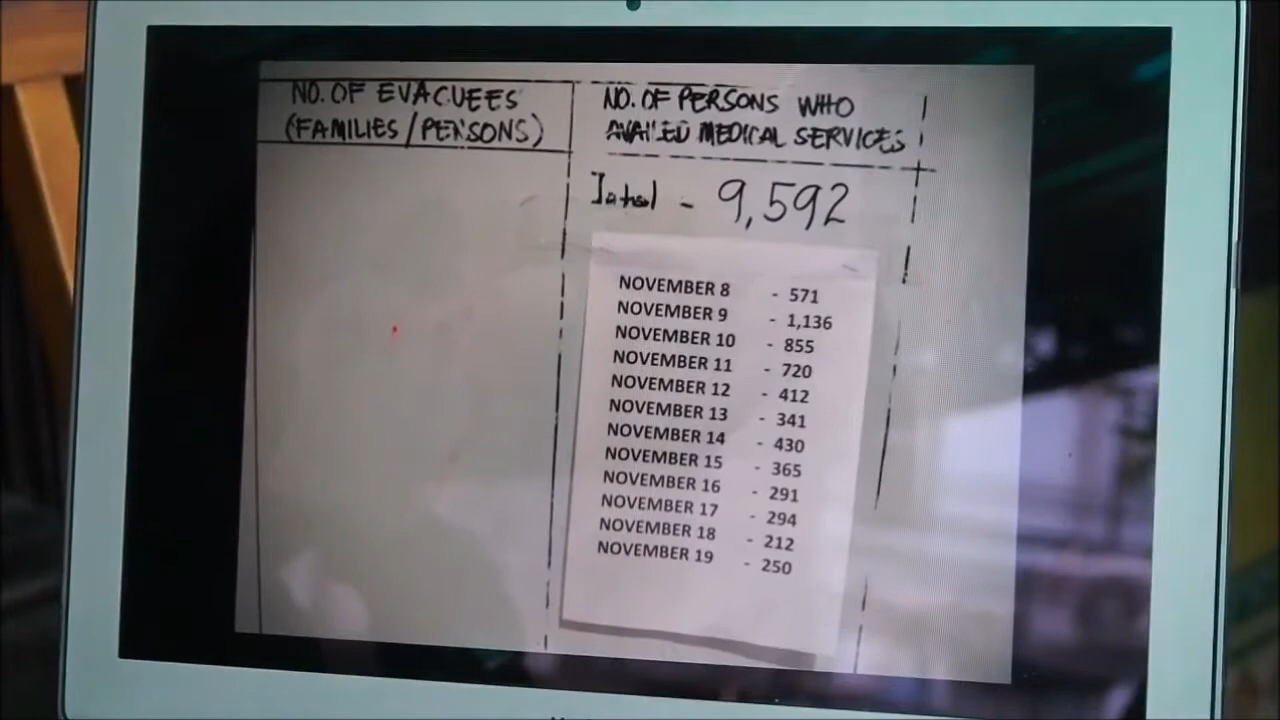 NO. OF EVACUEES
(FAMILIES/PERSONS)
NO. OF PERSONS WHO
AVAILED MEDICAL SERVICES
Total - 9,592
NOVEMBER 8 - 571
NOVEMBER 9 - 1,136
NOVEMBER 10 - 855
NOVEMBER 11 - 720
NOVEMBER 12 - 412
NOVEMBER 13 - 341
NOVEMBER 14 - 430
NOVEMBER 15 - 365
NOVEMBER 16 - 291
NOVEMBER 17 - 294
NOVEMBER 18 - 212
NOVEMBER 19 - 250